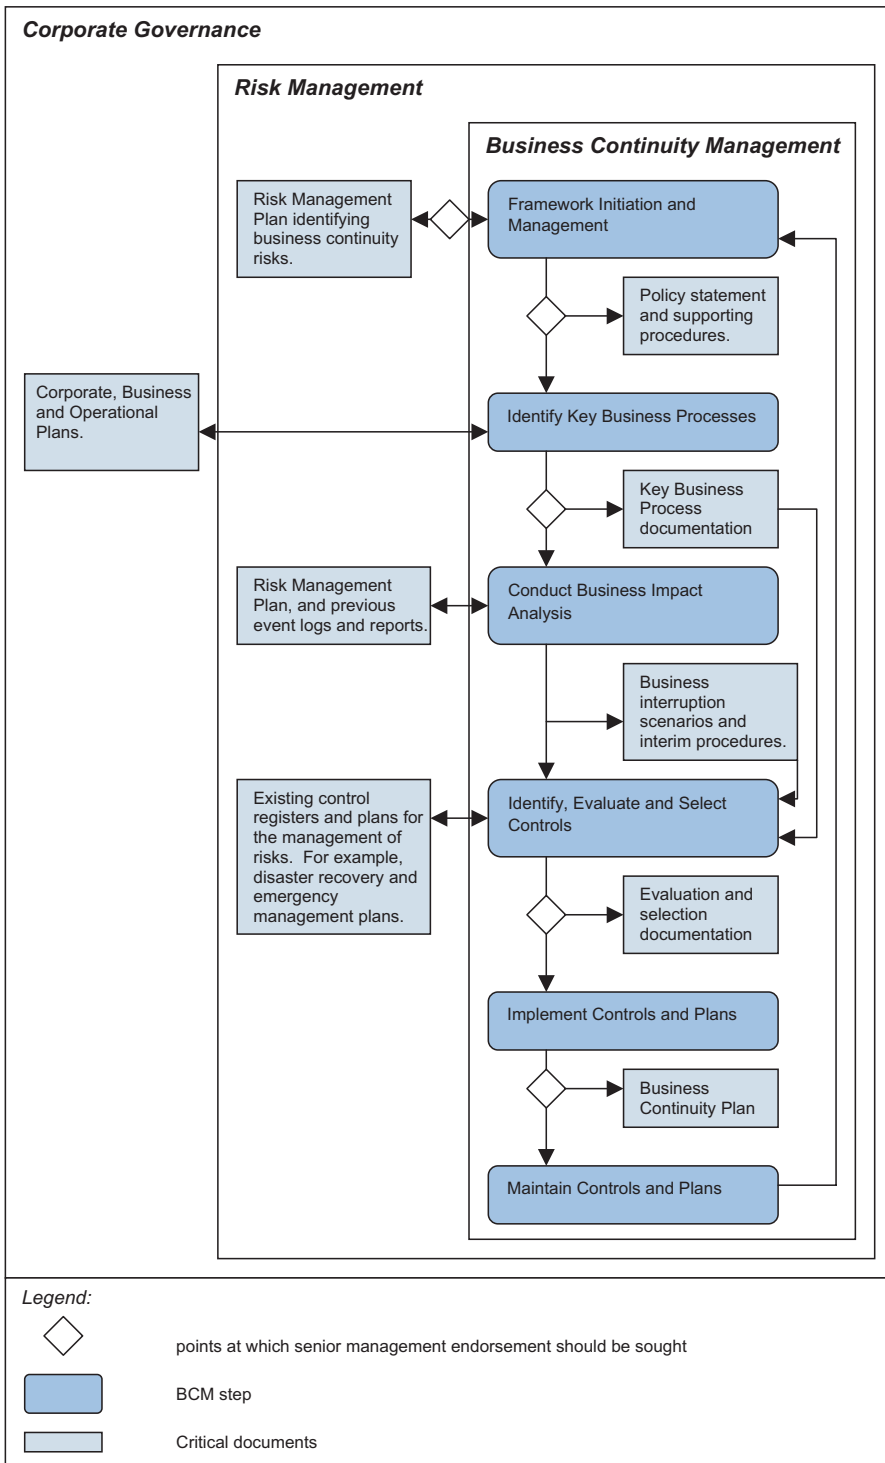 Corporate Governance
Risk Management
Business Continuity Management
Risk Management
Plan identifying
business continuity
risks.
Framework Initiation and
Management
Policy statement
and supporting
procedures.
Corporate, Business
and Operational
Plans.
Identify Key Business Processes
Key Business
Process
documentation
Risk Management
Plan, and previous
event logs and reports.
Conduct Business Impact
Analysis
Business
interruption
scenarios and
interim procedures.
Existing control
registers and plans for
the management of
risks. For example,
disaster recovery and
emergency
management plans.
Identify, Evaluate and Select
Controls
Evaluation and
selection
documentation
Implement Controls and Plans
Business
Continuity Plan
Maintain Controls and Plans
Legend:
points at which senior management endorsement should be sought
BCM step
Critical documents